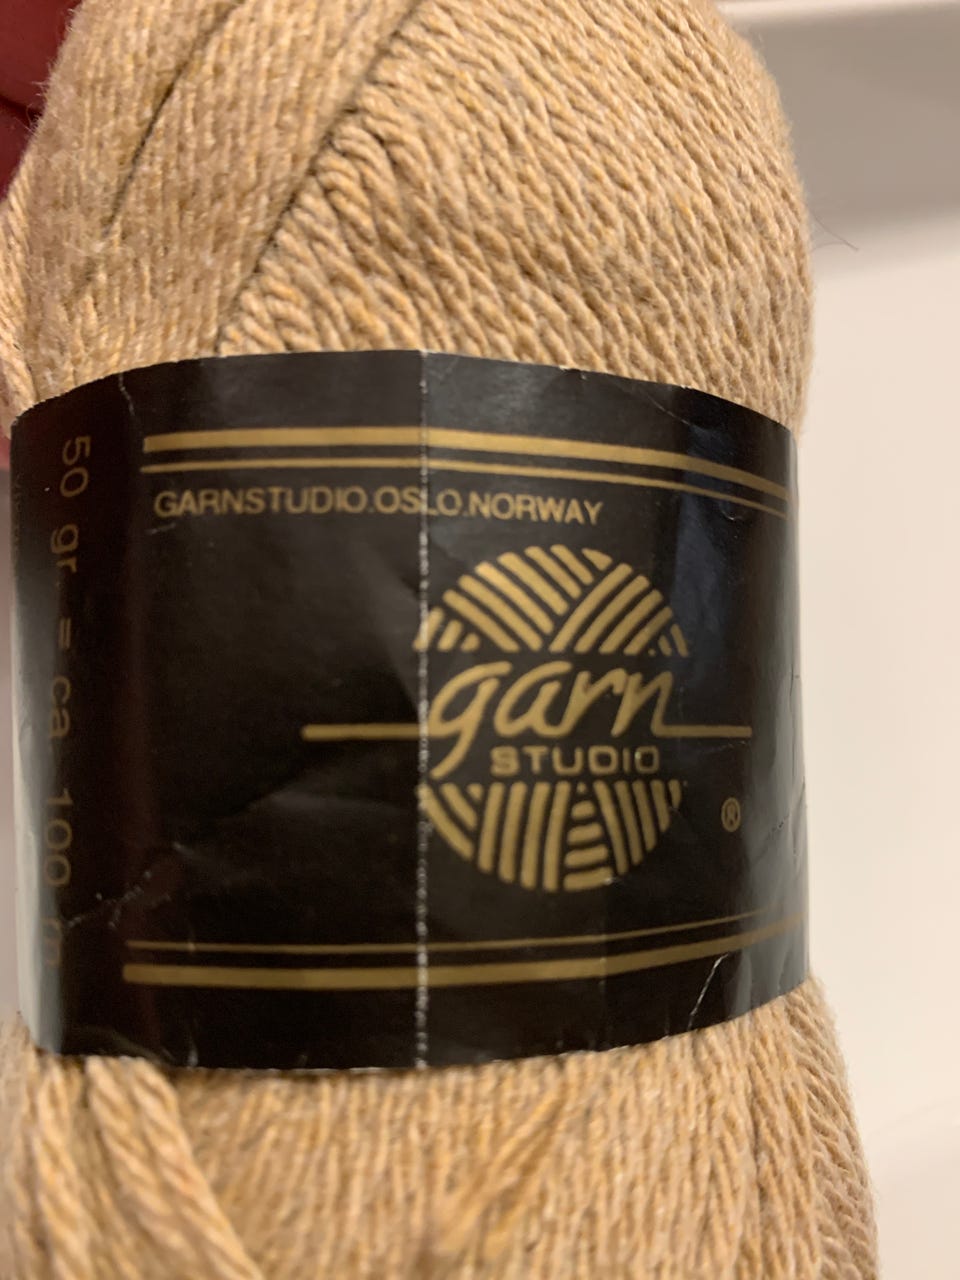 50 gr. = ca 100 m
GARNSTUDIO.OSLO.NORWAY
garn
STUDIO
®